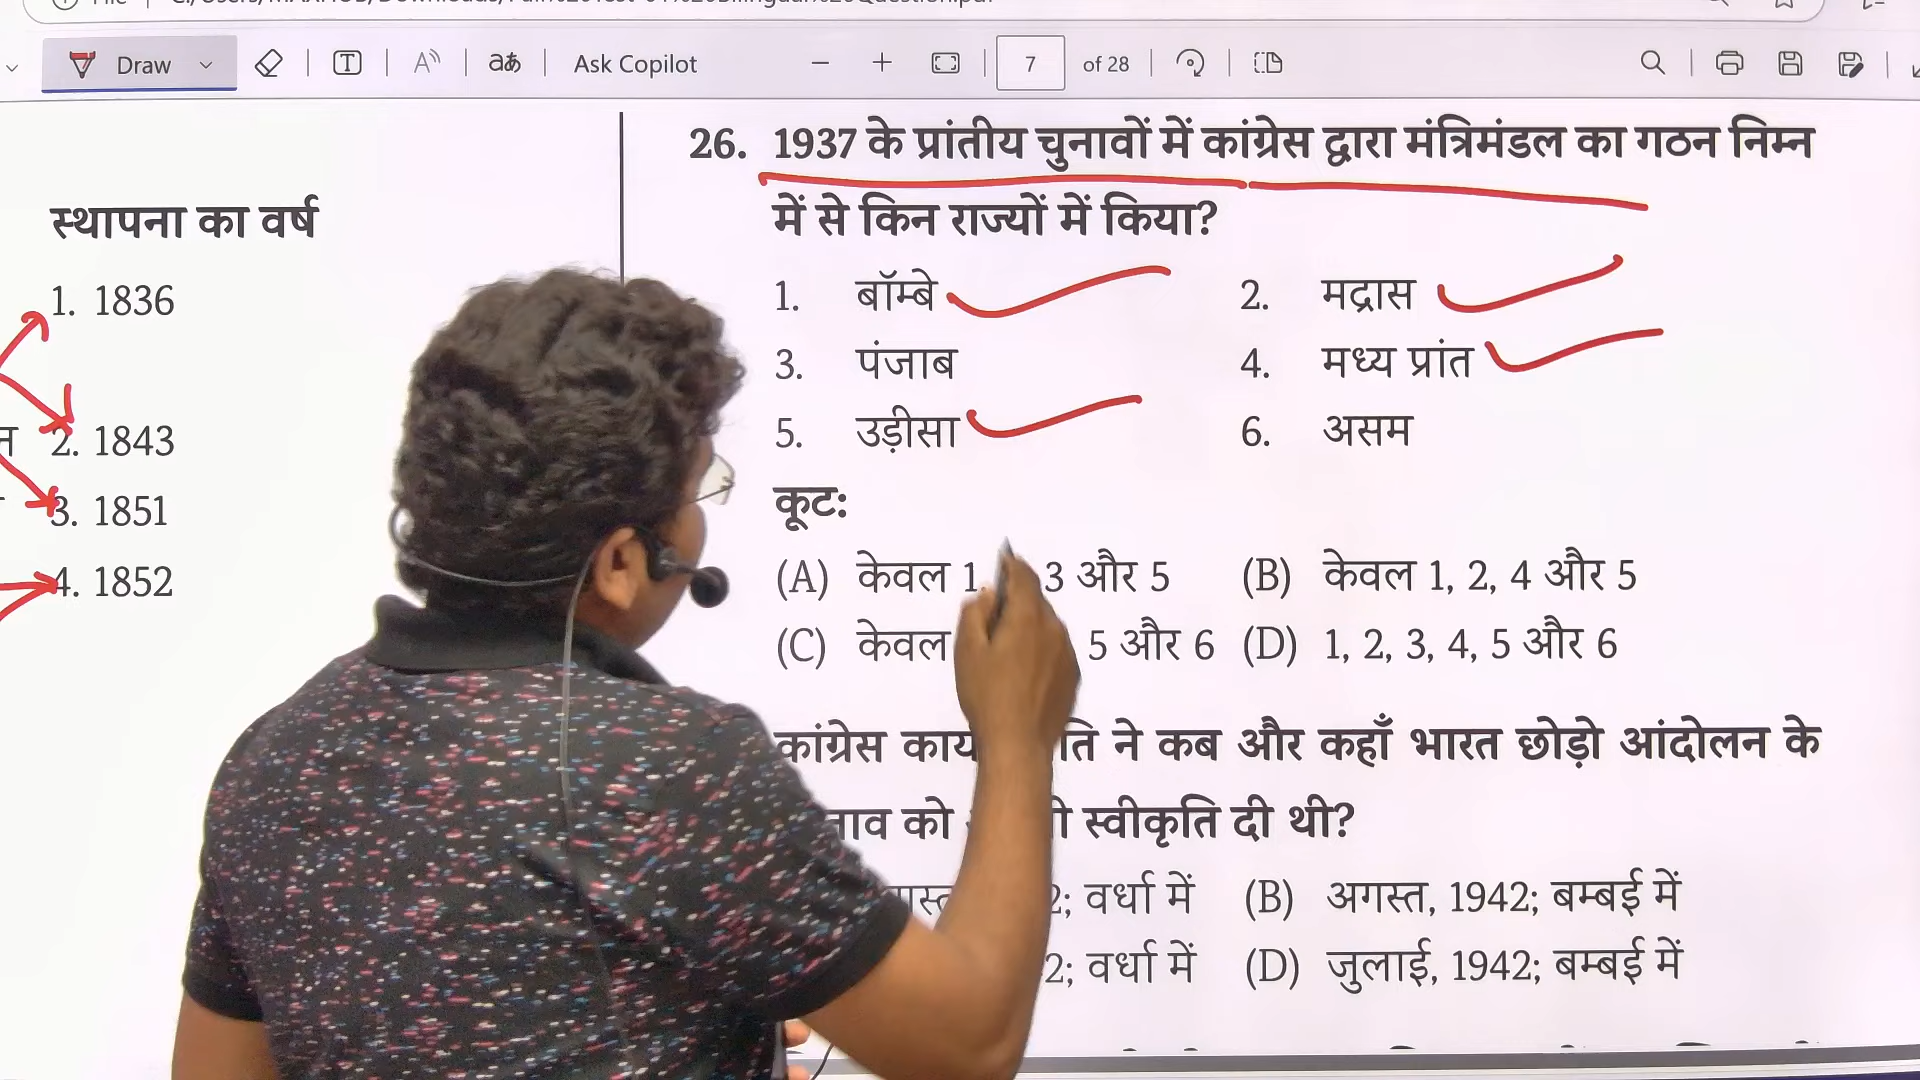 Draw
Ask Copilot
7 of 28
स्थापना का वर्ष
1. 1836
2. 1843
3. 1851
4. 1852
26. 1937 के प्रांतीय चुनावों में कांग्रेस द्वारा मंत्रिमंडल का गठन निम्न
में से किन राज्यों में किया?
1. बॉम्बे 2. मद्रास
3. पंजाब 4. मध्य प्रांत
5. उड़ीसा 6. असम
कूट:
(A) केवल 1, 3 और 5 (B) केवल 1, 2, 4 और 5
(C) केवल 5 और 6 (D) 1, 2, 3, 4, 5 और 6
कांग्रेस ने कब और कहाँ भारत छोड़ो आंदोलन के
को स्वीकृति दी थी?
2; वर्धा में (B) अगस्त, 1942; बम्बई में
2; वर्धा में (D) जुलाई, 1942; बम्बई में